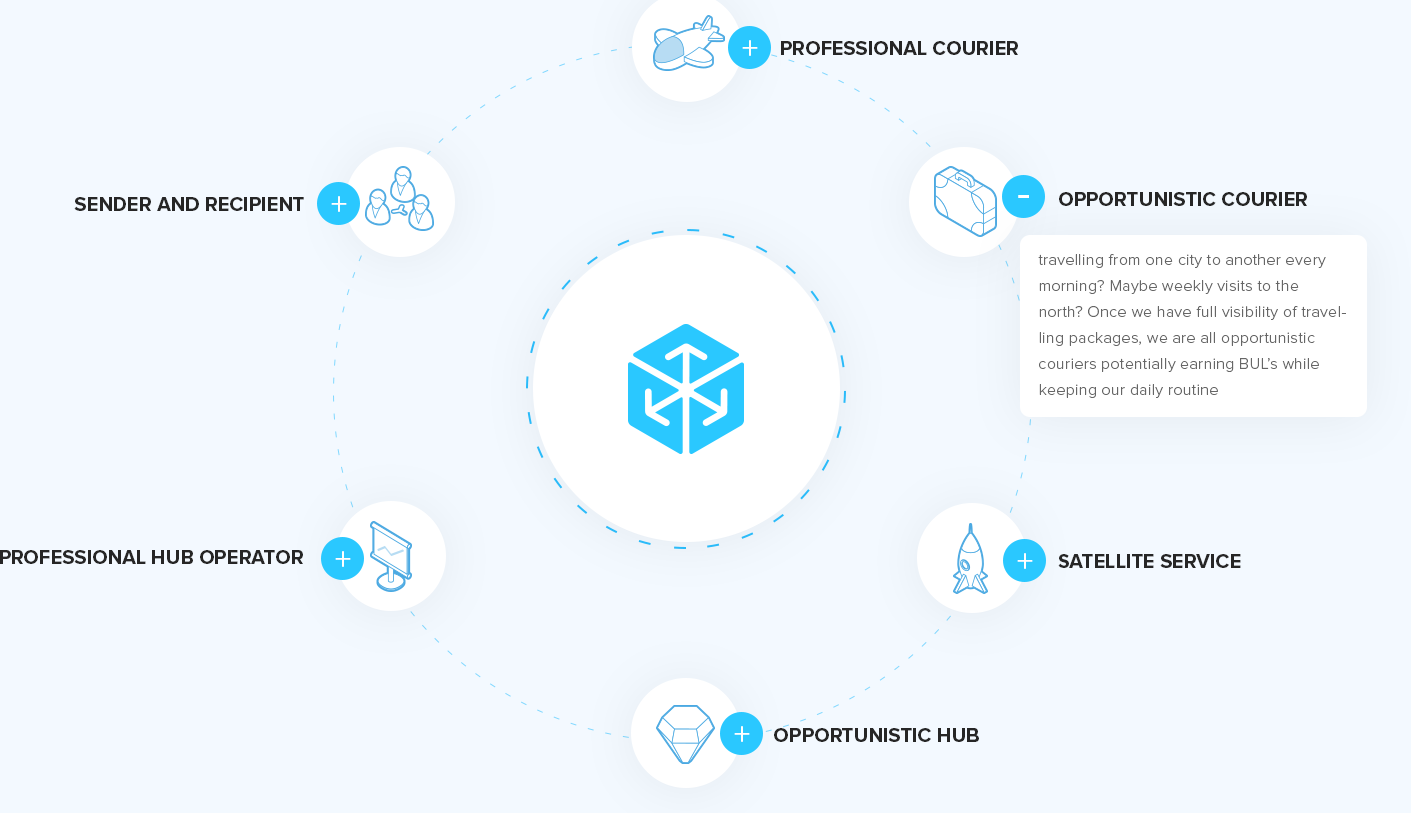 PROFESSIONAL COURIER
SENDER AND RECIPIENT
OPPORTUNISTIC COURIER
travelling from one city to another every
morning? Maybe weekly visits to the
north? Once we have full visibility of travel-
ling packages, we are all opportunistic
couriers potentially earning BUL's while
keeping our daily routine
PROFESSIONAL HUB OPERATOR
SATELLITE SERVICE
OPPORTUNISTIC HUB